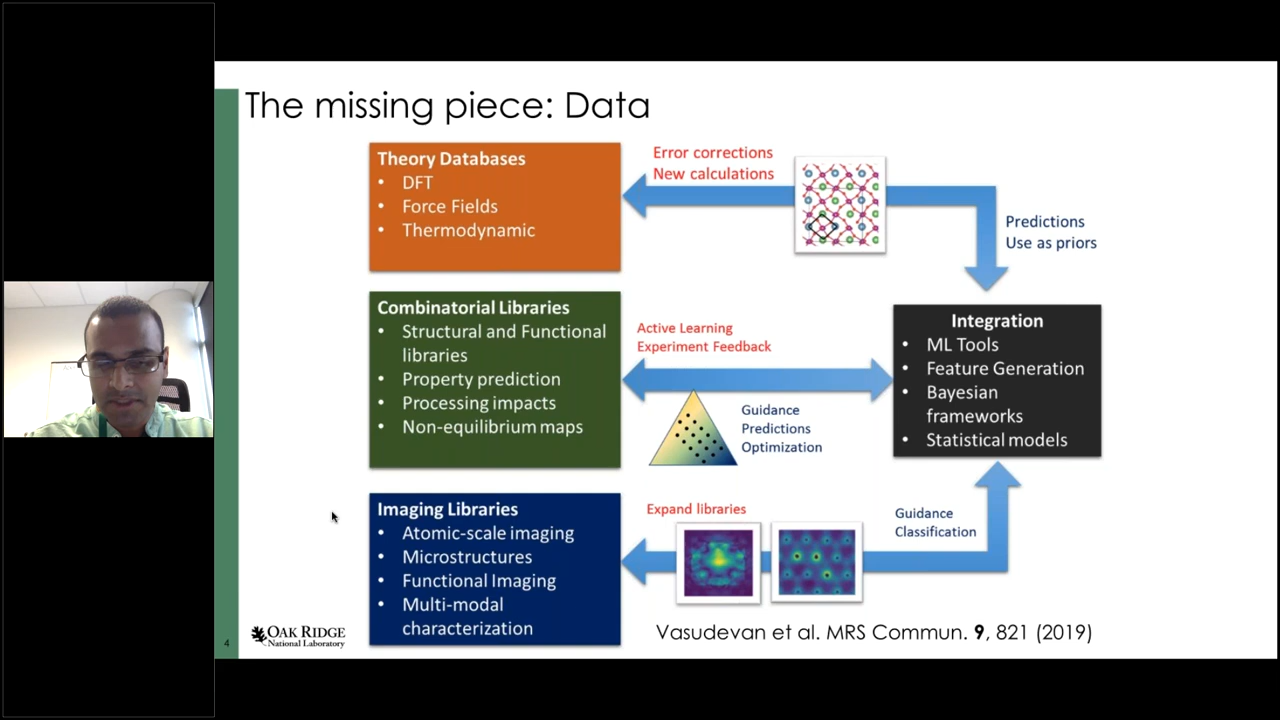 The missing piece: Data
Theory Databases
• DFT
• Force Fields
• Thermodynamic
Error corrections
New calculations
Predictions
Use as priors
Combinatorial Libraries
• Structural and Functional
libraries
• Property prediction
• Processing impacts
• Non-equilibrium maps
Active Learning
Experiment Feedback
Guidance
Predictions
Optimization
Integration
• ML Tools
• Feature Generation
• Bayesian
frameworks
• Statistical models
Imaging Libraries
• Atomic-scale imaging
• Microstructures
• Functional Imaging
• Multi-modal
characterization
Expand libraries
Guidance
Classification
4
OAK RIDGE
National Laboratory
Vasudevan et al. MRS Commun. 9, 821 (2019)